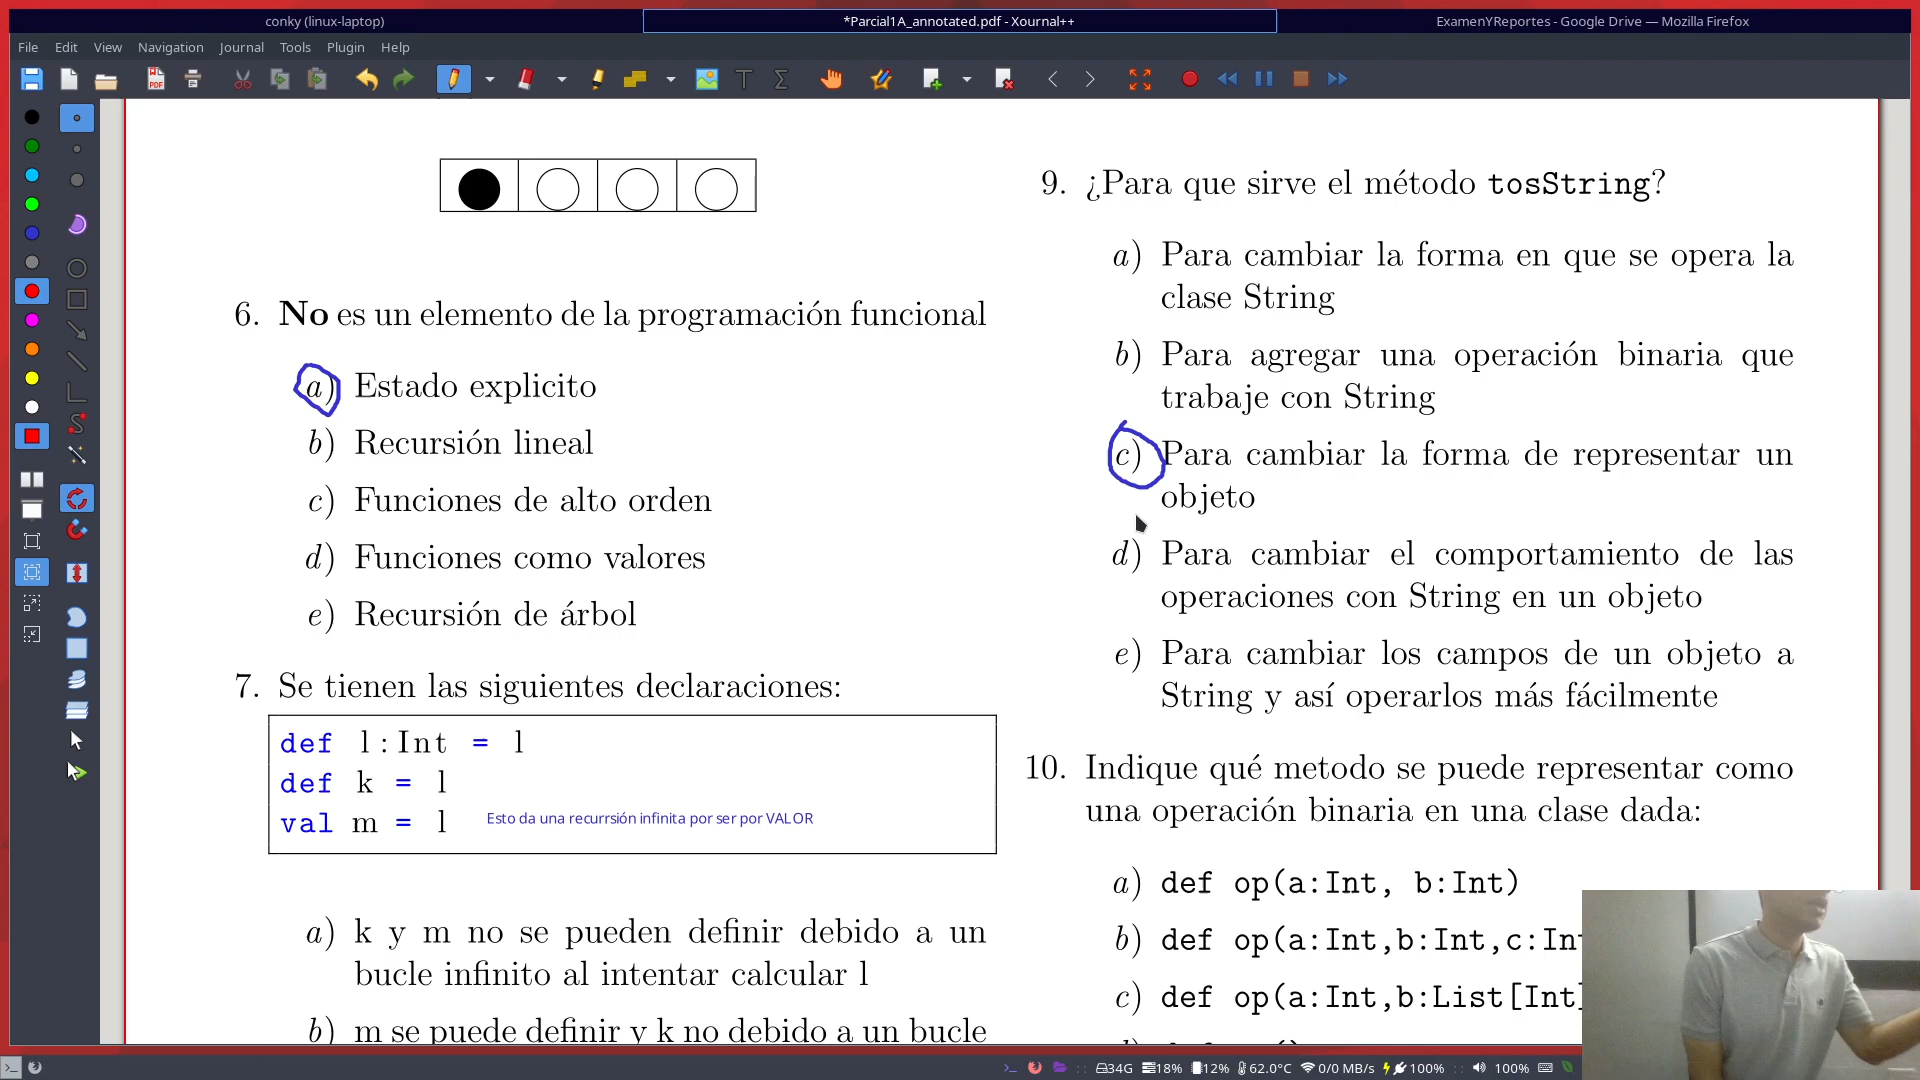 conky (linux-laptop)
*Parcial1A_annotated.pdf - Xournal++
ExamenYReportes - Google Drive — Mozilla Firefox
File Edit View Navigation Journal Tools Plugin Help
6. No es un elemento de la programación funcional
a) Estado explicito
b) Recursión lineal
c) Funciones de alto orden
d) Funciones como valores
e) Recursión de árbol
7. Se tienen las siguientes declaraciones:
def l:Int = l
def k = l
val m = l
Esto da una recurrsión infinita por ser por VALOR
a) k y m no se pueden definir debido a un
bucle infinito al intentar calcular l
b) m se puede definir y k no debido a un bucle
9. ¿Para que sirve el método tosString?
a) Para cambiar la forma en que se opera la
clase String
b) Para agregar una operación binaria que
trabaje con String
c) Para cambiar la forma de representar un
objeto
d) Para cambiar el comportamiento de las
operaciones con String en un objeto
e) Para cambiar los campos de un objeto a
String y así operarlos más fácilmente
10. Indique qué metodo se puede representar como
una operación binaria en una clase dada:
a) def op(a:Int, b:Int)
b) def op(a:Int,b:Int,c:Int
c) def op(a:Int,b:List[Int]
34G 18% 12% 62.0°C 0/0 MB/s 100% 100%